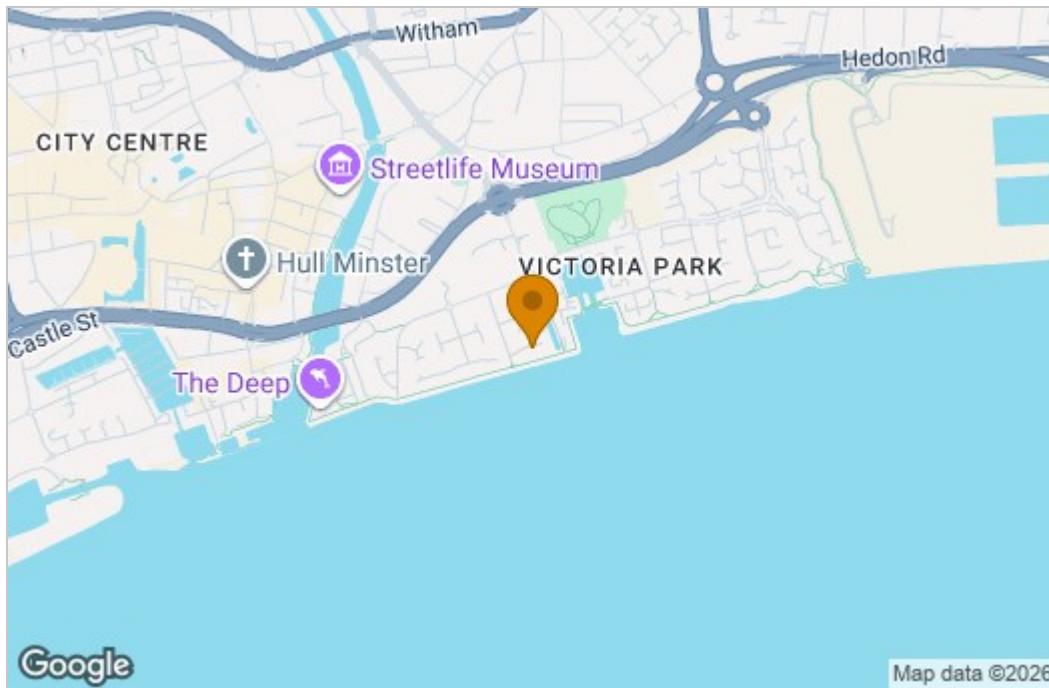 Witham
Hedon Rd
CITY CENTRE
Streetlife Museum
Hull Minster
VICTORIA PARK
Castle St
The Deep
Google
Map data ©2026